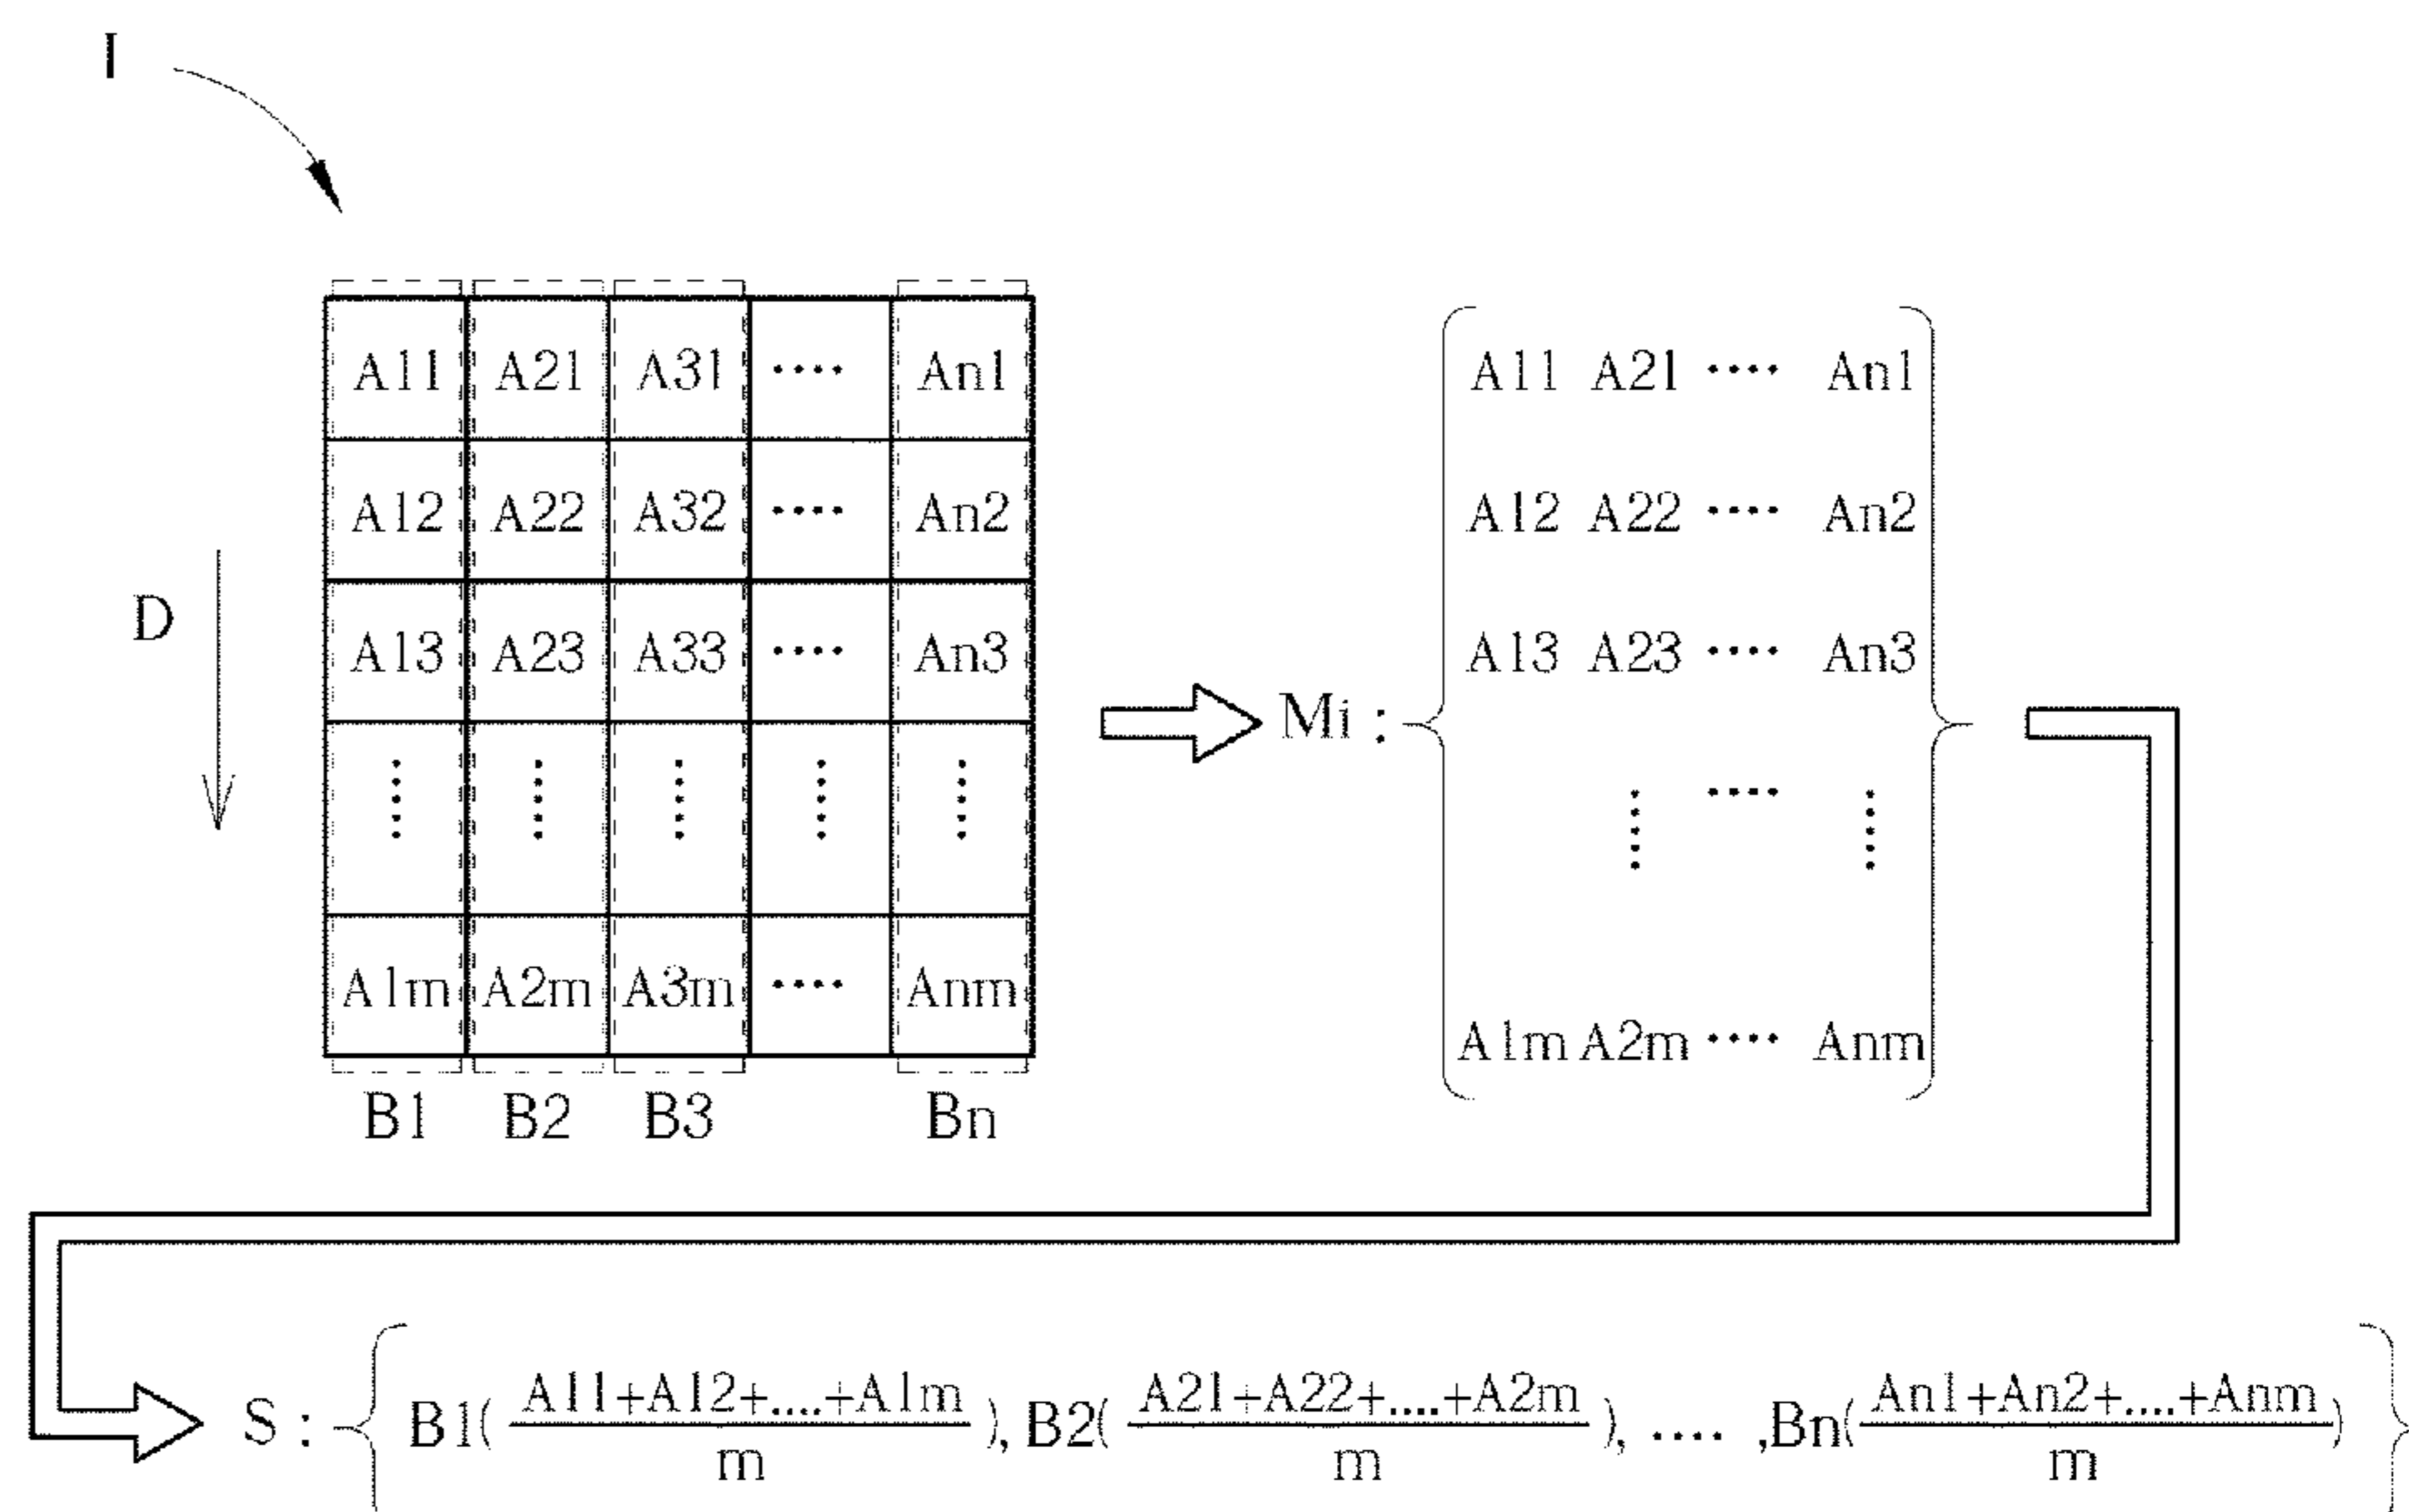 I
A11 A21 A31 .... An1
A12 A22 A32 .... An2
D
A13 A23 A33 .... An3
A1m A2m A3m .... Anm
B1 B2 B3 Bn
Mi :
A11 A21 .... An1
A12 A22 .... An2
A13 A23 .... An3
....
A1m A2m .... Anm
S : { B1( A11+A12+....+A1m / m ), B2( A21+A22+....+A2m / m ), .... ,Bn( An1+An2+....+Anm / m ) }